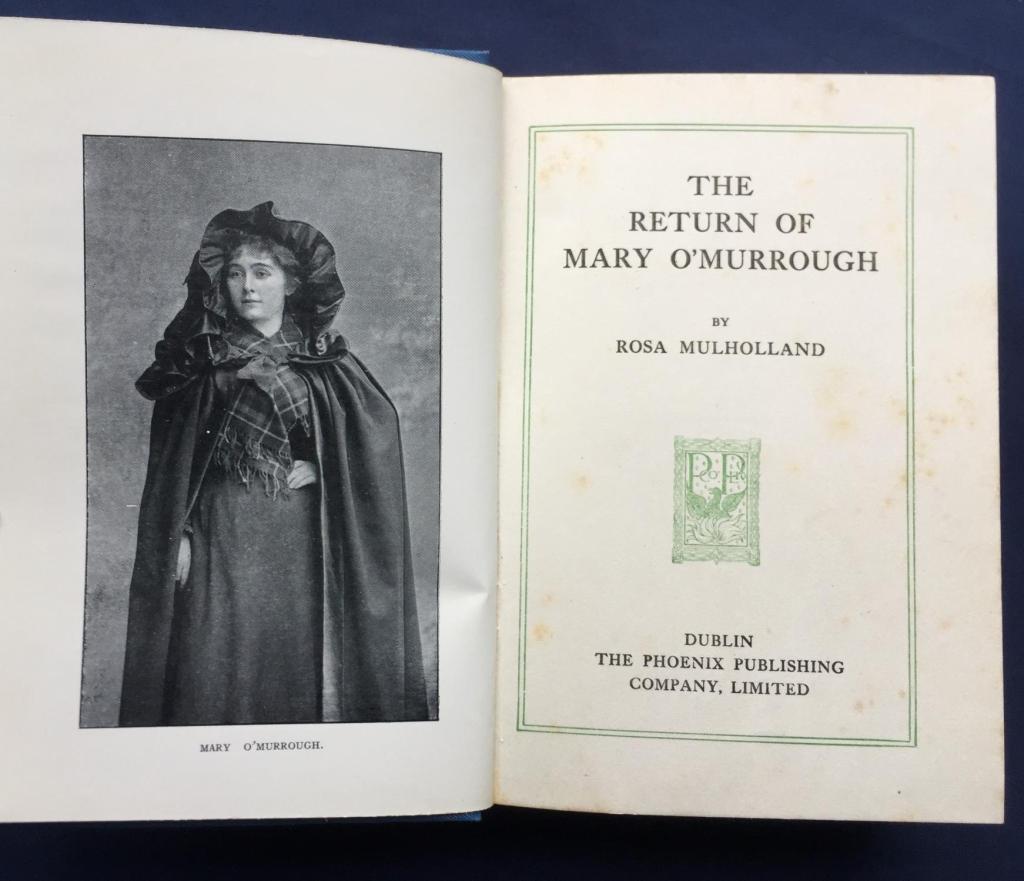 MARY O'MURROUGH.
THE
RETURN OF
MARY O'MURROUGH
BY
ROSA MULHOLLAND
DUBLIN
THE PHOENIX PUBLISHING
COMPANY, LIMITED